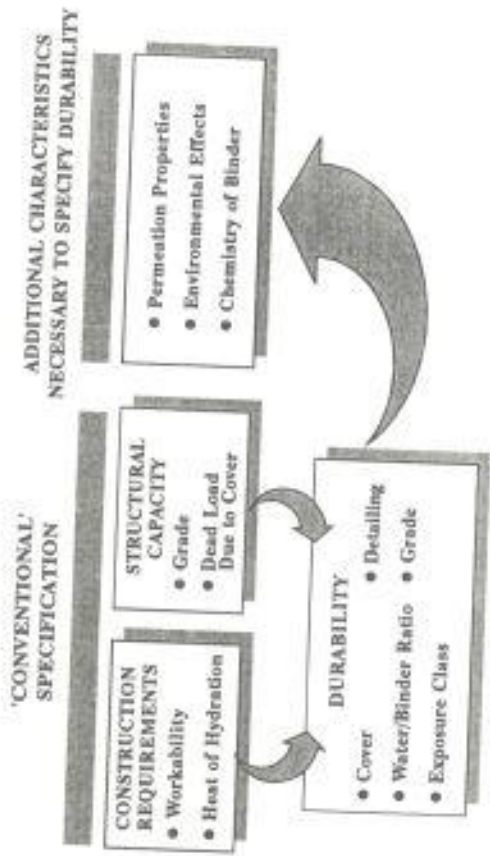 'CONVENTIONAL'
SPECIFICATION
CONSTRUCTION
REQUIREMENTS
● Workability
● Heat of Hydration
STRUCTURAL
CAPACITY
● Grade
● Dead Load
Due to Cover
DURABILITY
● Cover
● Detailing
● Water/Binder Ratio
● Grade
● Exposure Class
ADDITIONAL CHARACTERISTICS
NECESSARY TO SPECIFY DURABILITY
● Permeation Properties
● Environmental Effects
● Chemistry of Binder